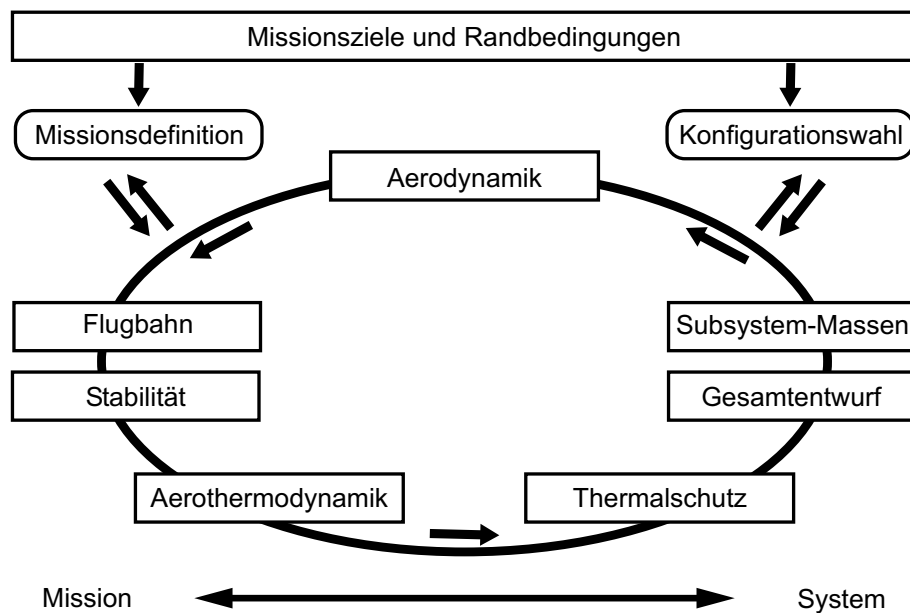 Missionsziele und Randbedingungen
Missionsdefinition
Konfigurationswahl
Aerodynamik
Flugbahn
Subsystem-Massen
Stabilität
Gesamtentwurf
Aerothermodynamik
Thermalschutz
Mission
System